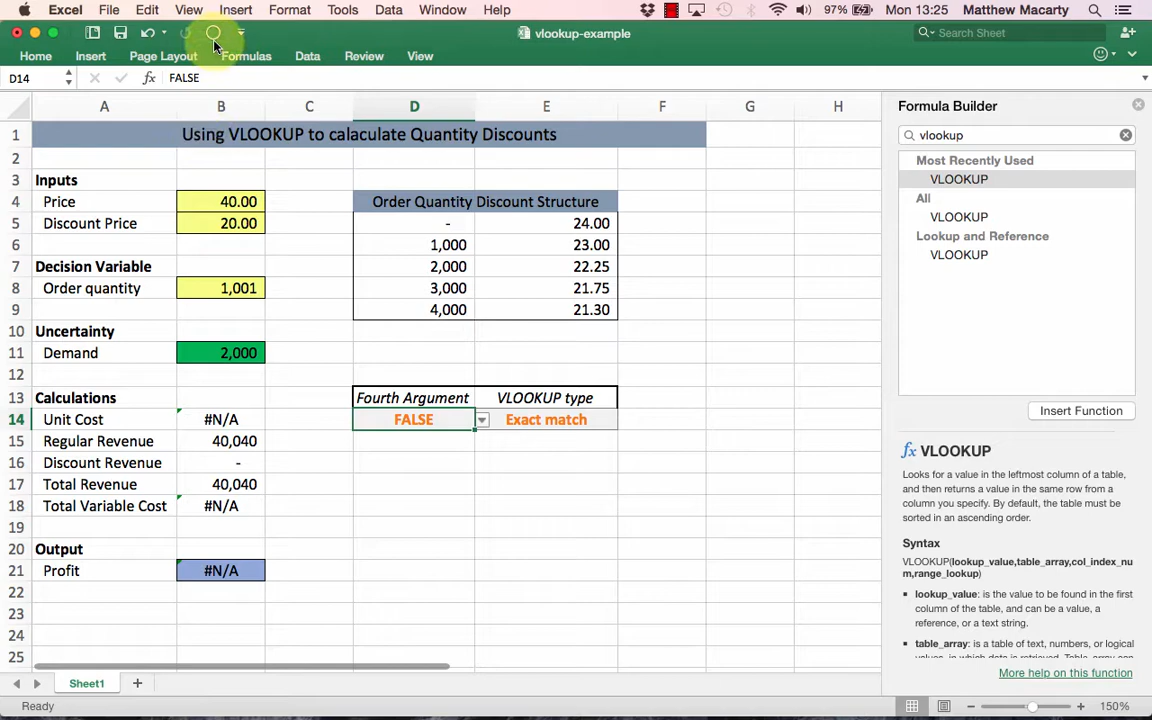 Excel File Edit View Insert Format Tools Data Window Help 97% Mon 13:25 Matthew Macarty
vlookup-example Search Sheet
Home Insert Page Layout Formulas Data Review View
D14 fx FALSE
A B C D E F G H
1 Using VLOOKUP to calaculate Quantity Discounts
2
3 Inputs
4 Price 40.00 Order Quantity Discount Structure
5 Discount Price 20.00 - 24.00
6 1,000 23.00
7 Decision Variable 2,000 22.25
8 Order quantity 1,001 3,000 21.75
9 4,000 21.30
10 Uncertainty
11 Demand 2,000
12
13 Calculations Fourth Argument VLOOKUP type
14 Unit Cost #N/A FALSE Exact match
15 Regular Revenue 40,040
16 Discount Revenue -
17 Total Revenue 40,040
18 Total Variable Cost #N/A
19
20 Output
21 Profit #N/A
22
23
24
25
Sheet1
Ready 150%
Formula Builder
vlookup
Most Recently Used
VLOOKUP
All
VLOOKUP
Lookup and Reference
VLOOKUP
Insert Function
fx VLOOKUP
Looks for a value in the leftmost column of a table,
and then returns a value in the same row from a
column you specify. By default, the table must be
sorted in an ascending order.
Syntax
VLOOKUP(lookup_value,table_array,col_index_nu
m,range_lookup)
▪ lookup_value: is the value to be found in the first
column of the table, and can be a value, a
reference, or a text string.
▪ table_array: is a table of text, numbers, or logical
More help on this function